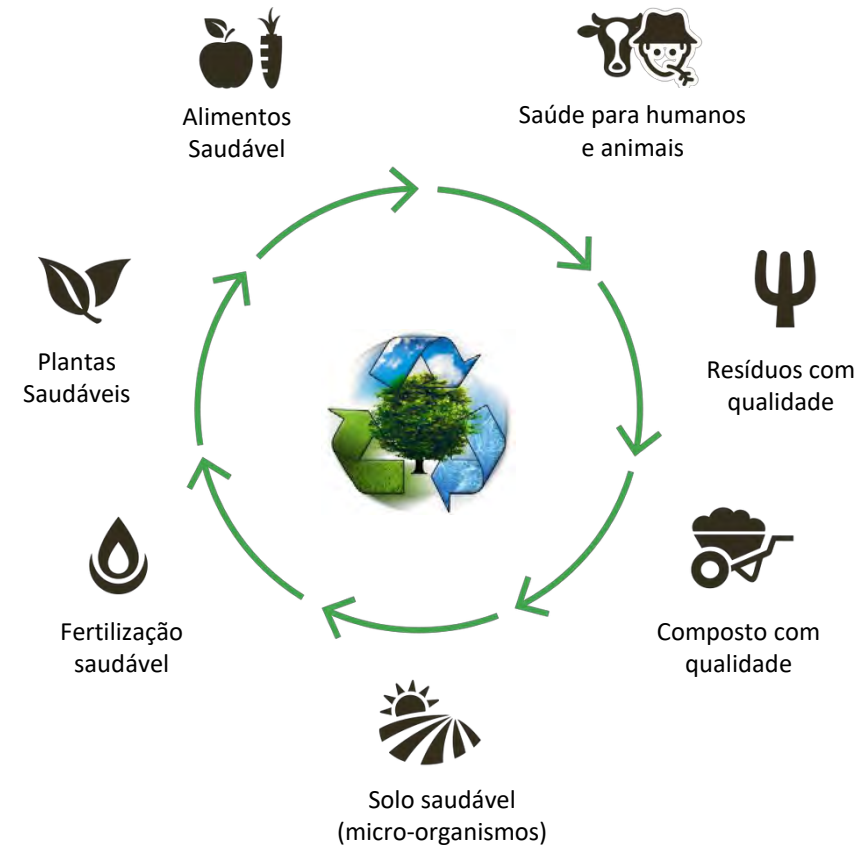 Alimentos
Saudável
Saúde para humanos
e animais
Plantas
Saudáveis
Resíduos com
qualidade
Fertilização
saudável
Composto com
qualidade
Solo saudável
(micro-organismos)